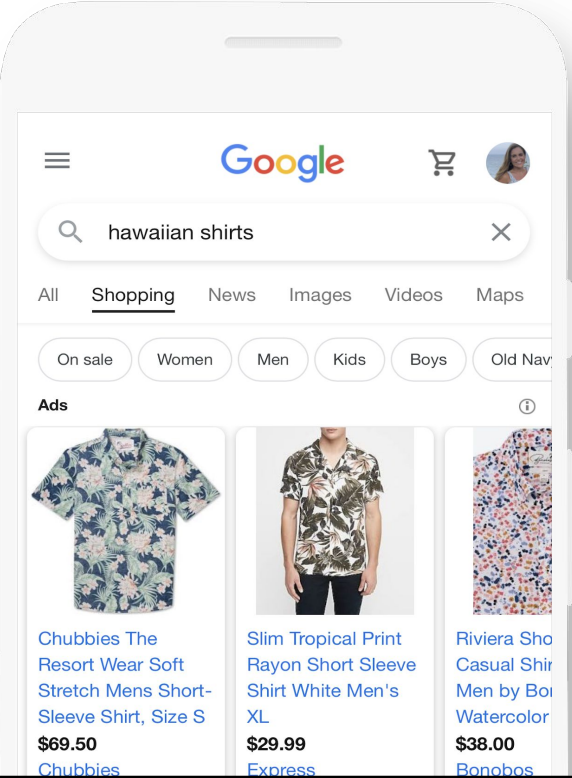 Google
hawaiian shirts
All Shopping News Images Videos Maps
On sale Women Men Kids Boys Old Navy
Ads
Chubbies The
Resort Wear Soft
Stretch Mens Short-
Sleeve Shirt, Size S
$69.50
Chubbies
Slim Tropical Print
Rayon Short Sleeve
Shirt White Men's
XL
$29.99
Express
Riviera Sho
Casual Shir
Men by Bon
Watercolor
$38.00
Bonobos